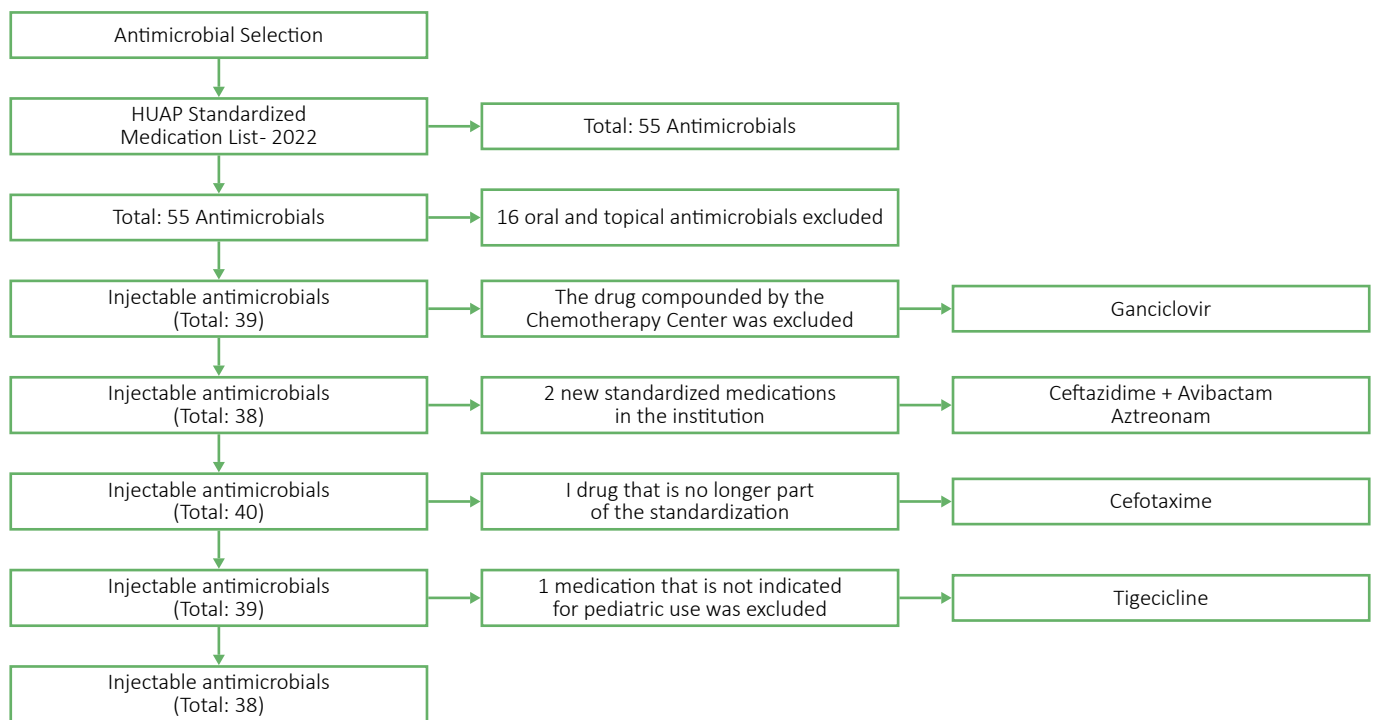 Antimicrobial Selection
HUAP Standardized
Medication List- 2022
Total: 55 Antimicrobials
Total: 55 Antimicrobials
16 oral and topical antimicrobials excluded
Injectable antimicrobials
(Total: 39)
The drug compounded by the
Chemotherapy Center was excluded
Ganciclovir
Injectable antimicrobials
(Total: 38)
2 new standardized medications
in the institution
Ceftazidime + Avibactam
Aztreonam
Injectable antimicrobials
(Total: 40)
I drug that is no longer part
of the standardization
Cefotaxime
Injectable antimicrobials
(Total: 39)
1 medication that is not indicated
for pediatric use was excluded
Tigecicline
Injectable antimicrobials
(Total: 38)